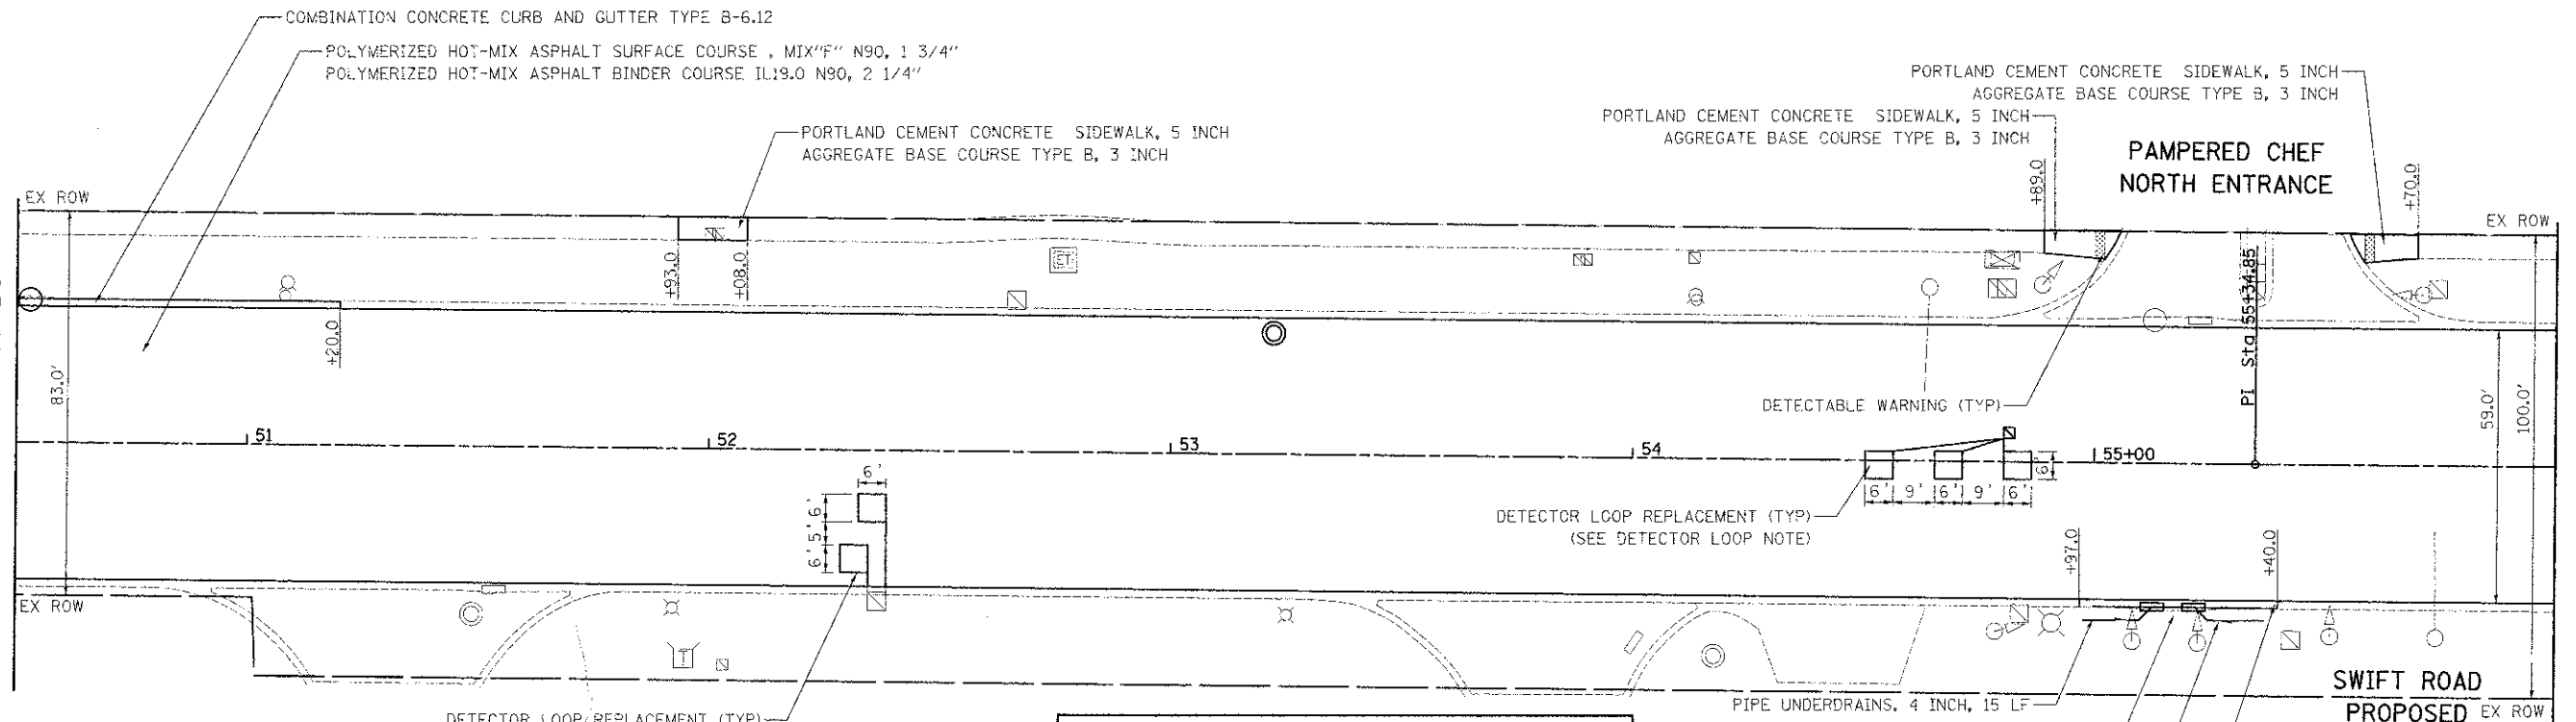 COMBINATION CONCRETE CURB AND GUTTER TYPE B-6.12
POLYMERIZED HOT-MIX ASPHALT SURFACE COURSE , MIX"F" N90, 1 3/4"
POLYMERIZED HOT-MIX ASPHALT BINDER COURSE IL19.0 N90, 2 1/4"
PORTLAND CEMENT CONCRETE SIDEWALK, 5 INCH
AGGREGATE BASE COURSE TYPE B, 3 INCH
PORTLAND CEMENT CONCRETE SIDEWALK, 5 INCH
AGGREGATE BASE COURSE TYPE B, 3 INCH
PORTLAND CEMENT CONCRETE SIDEWALK, 5 INCH
AGGREGATE BASE COURSE TYPE B, 3 INCH
PAMPERED CHEF
NORTH ENTRANCE
+89.0
+70.0
EX ROW
EX ROW
+93.0
+08.0
ET
+20.0
83.0'
PI Sta 55+34.85
59.0'
100.0'
DETECTABLE WARNING (TYP)
51
52
53
54
55+00
6'
6'
5'
6'
6'
9'
6'
9'
6'
6'
DETECTOR LOOP REPLACEMENT (TYP)
(SEE DETECTOR LOOP NOTE)
+97.0
+40.0
EX ROW
T
PIPE UNDERDRAINS, 4 INCH, 15 LF
SWIFT ROAD
PROPOSED
EX ROW
DETECTOR LOOP REPLACEMENT (TYP)